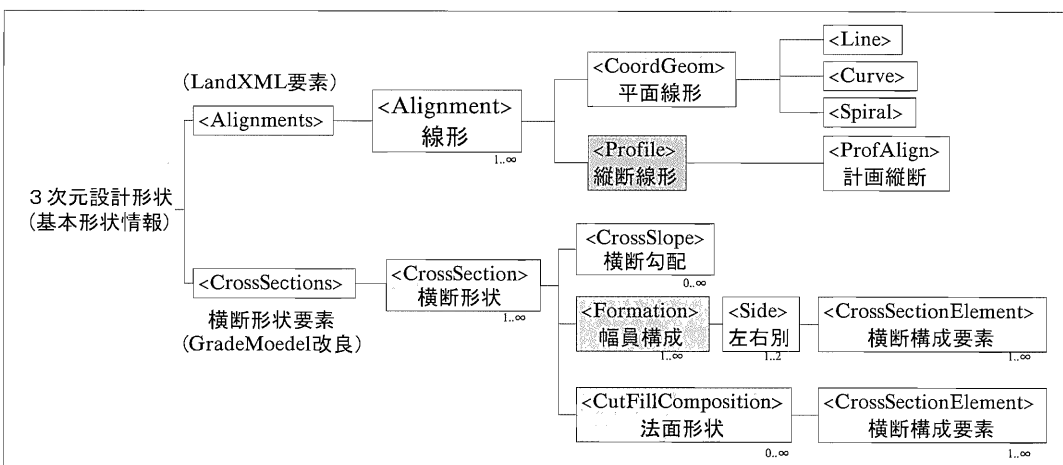 3次元設計形状
(基本形状情報)
(LandXML要素)
<Alignments>
<Alignment>
線形
1..∞
<CoordGeom>
平面線形
<Line>
<Curve>
<Spiral>
<Profile>
縦断線形
<ProfAlign>
計画縦断
<CrossSections>
横断形状要素
(GradeMoedel改良)
<CrossSection>
横断形状
1..∞
<CrossSlope>
横断勾配
0..∞
<Formation>
幅員構成
1..∞
<Side>
左右別
1..2
<CrossSectionElement>
横断構成要素
1..∞
<CutFillComposition>
法面形状
0..∞
<CrossSectionElement>
横断構成要素
1..∞